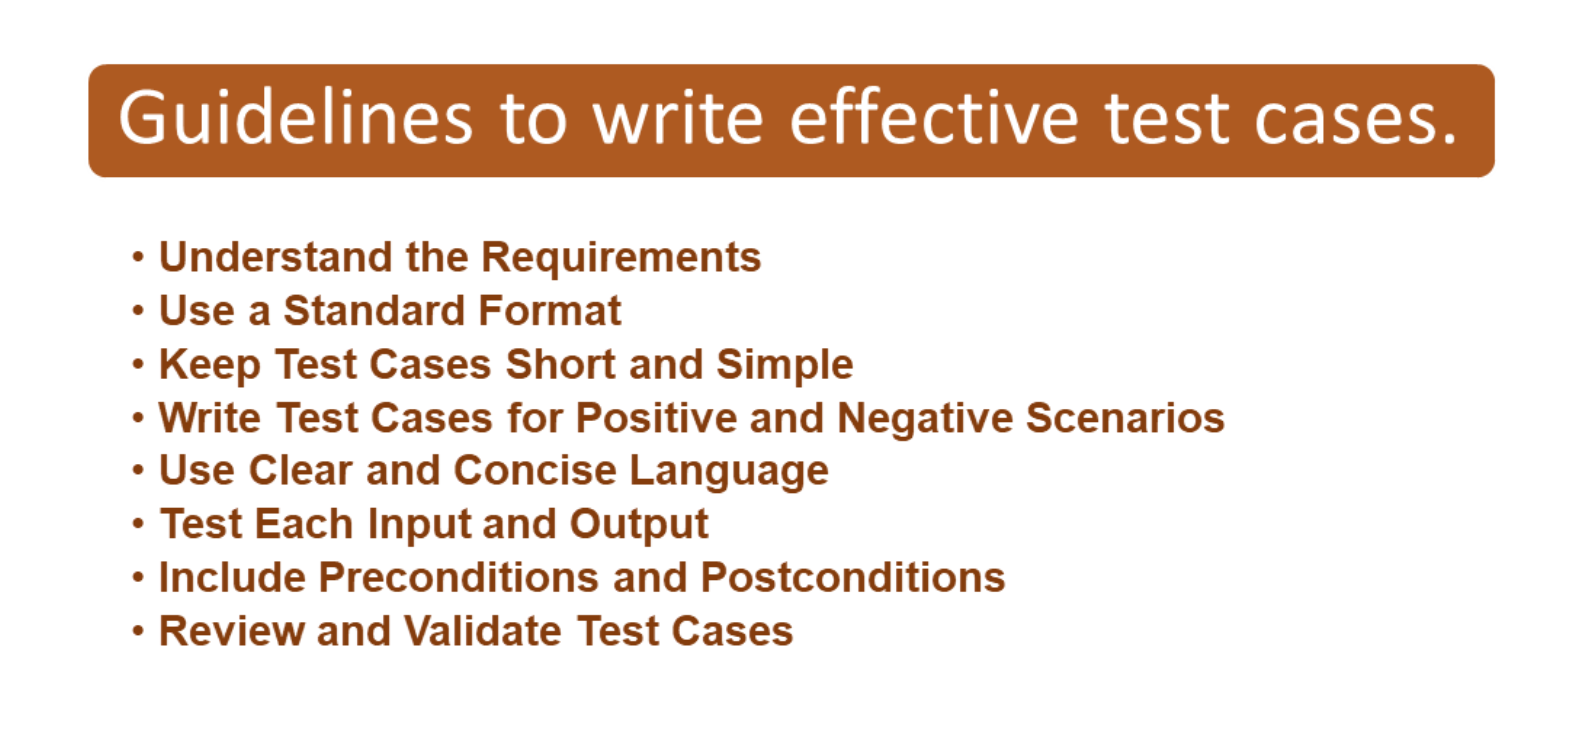 Guidelines to write effective test cases.
• Understand the Requirements
• Use a Standard Format
• Keep Test Cases Short and Simple
• Write Test Cases for Positive and Negative Scenarios
• Use Clear and Concise Language
• Test Each Input and Output
• Include Preconditions and Postconditions
• Review and Validate Test Cases